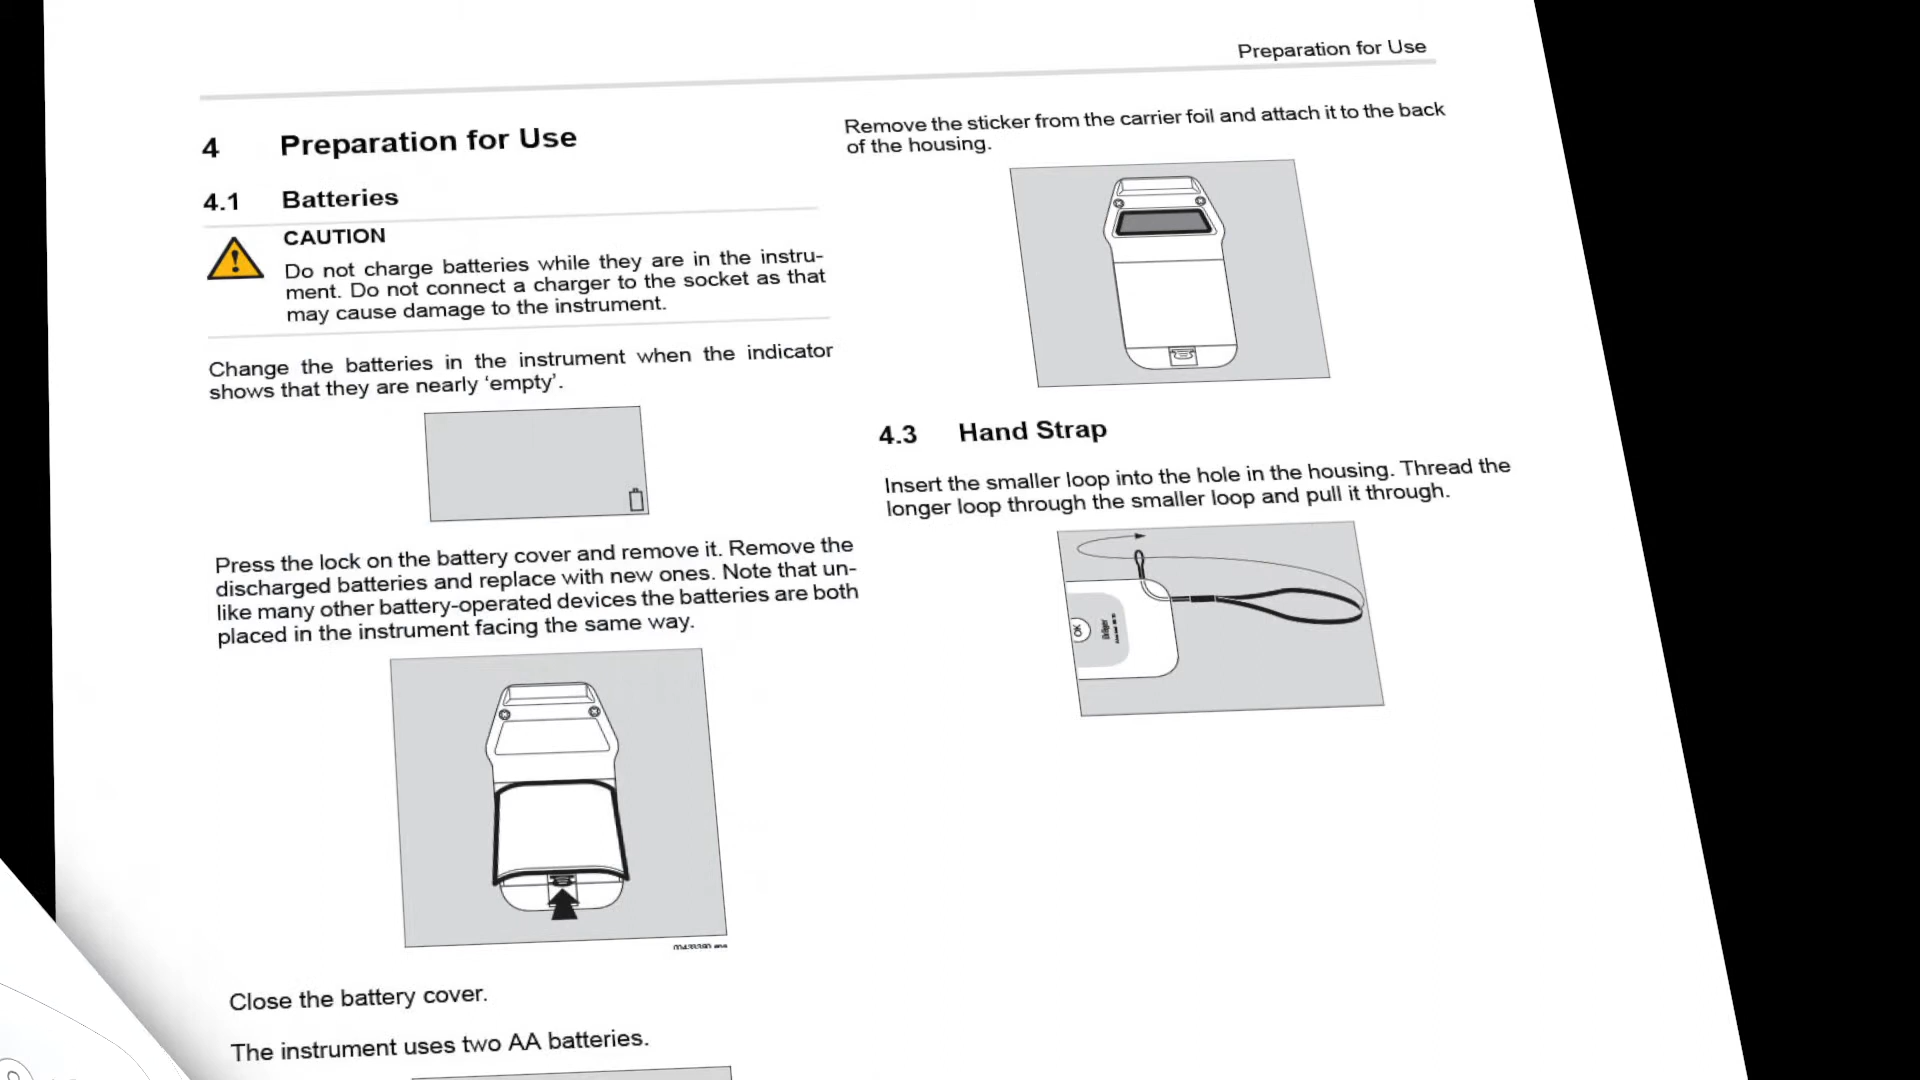 Preparation for Use
4 Preparation for Use
4.1 Batteries
CAUTION
Do not charge batteries while they are in the instru-
ment. Do not connect a charger to the socket as that
may cause damage to the instrument.
Change the batteries in the instrument when the indicator
shows that they are nearly ‘empty’.
Press the lock on the battery cover and remove it. Remove the
discharged batteries and replace with new ones. Note that un-
like many other battery-operated devices the batteries are both
placed in the instrument facing the same way.
Close the battery cover.
The instrument uses two AA batteries.
Remove the sticker from the carrier foil and attach it to the back
of the housing.
4.3 Hand Strap
Insert the smaller loop into the hole in the housing. Thread the
longer loop through the smaller loop and pull it through.
OK
Dräger